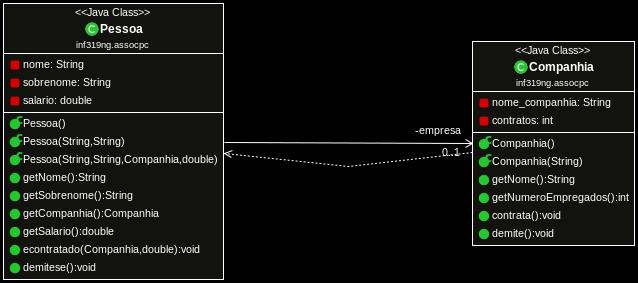 <<Java Class>>
Pessoa
inf319ng.assocpc
nome: String
sobrenome: String
salario: double
Pessoa()
Pessoa(String,String)
Pessoa(String,String,Companhia,double)
getNome():String
getSobrenome():String
getCompanhia():Companhia
getSalario():double
econtratado(Companhia,double):void
demitese():void
-empresa
0..1
<<Java Class>>
Companhia
inf319ng.assocpc
nome_companhia: String
contratos: int
Companhia()
Companhia(String)
getNome():String
getNumeroEmpregados():int
contrata():void
demite():void